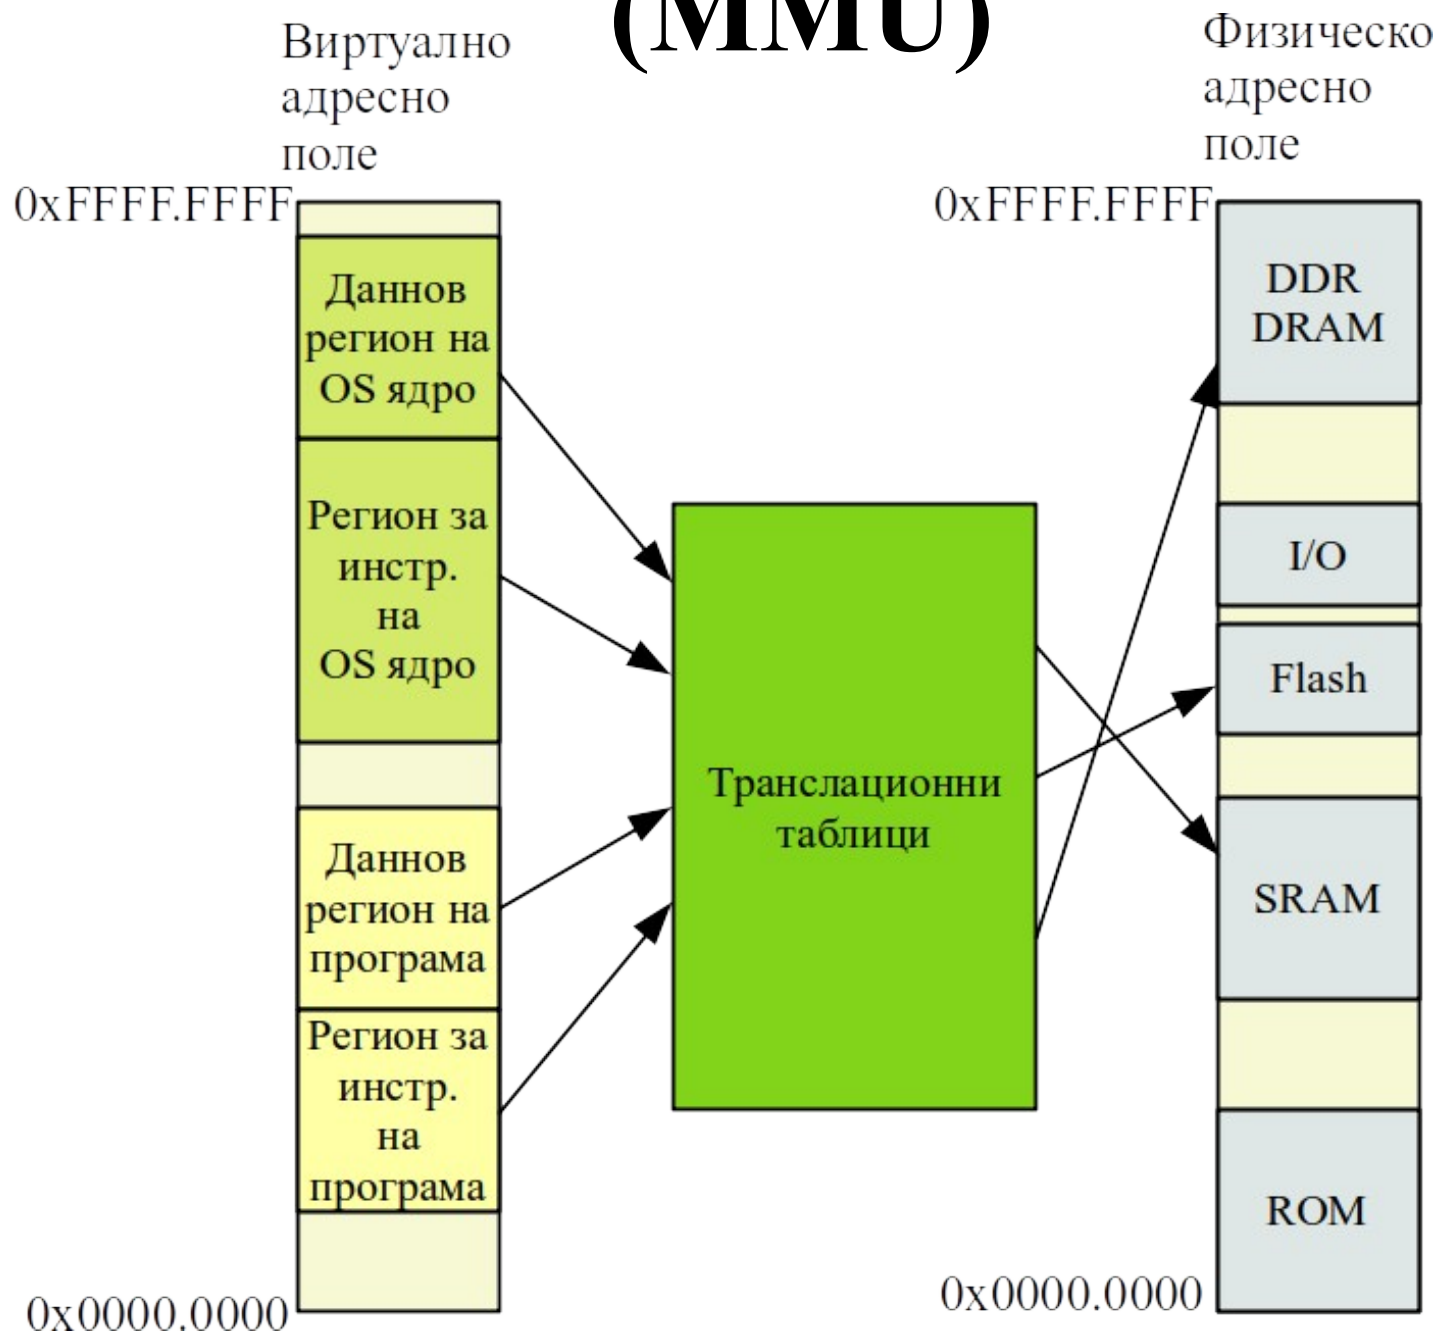 (MMU)
Виртуално
адресно
поле
Физическо
адресно
поле
0xFFFF.FFFF
0xFFFF.FFFF
Даннов
регион на
OS ядро
Регион за
инстр.
на
OS ядро
Даннов
регион на
програма
Регион за
инстр.
на
програма
0x0000.0000
Транслационни
таблици
DDR
DRAM
I/O
Flash
SRAM
ROM
0x0000.0000